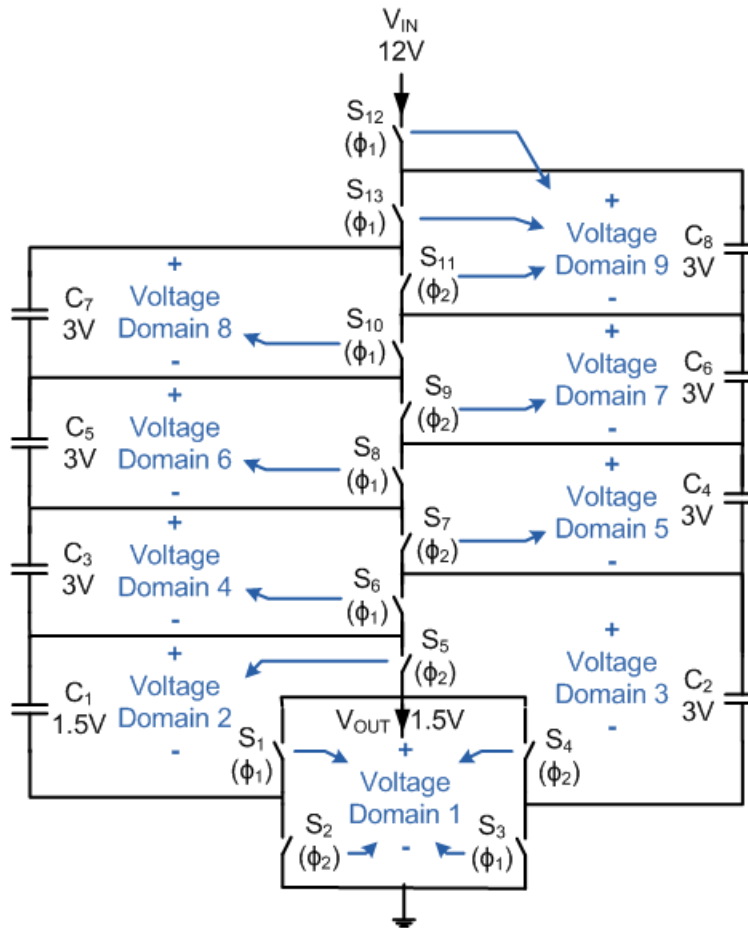 V_IN
12V
S₁₂
(ϕ₁)
S₁₃
(ϕ₁)
+
Voltage
Domain 9
-
C₈
3V
S₁₁
(ϕ₂)
+
Voltage
Domain 8
-
C₇
3V
S₁₀
(ϕ₁)
+
Voltage
Domain 7
-
C₆
3V
S₉
(ϕ₂)
+
Voltage
Domain 6
-
C₅
3V
S₈
(ϕ₁)
+
Voltage
Domain 5
-
C₄
3V
S₇
(ϕ₂)
+
Voltage
Domain 4
-
C₃
3V
S₆
(ϕ₁)
+
Voltage
Domain 3
-
C₂
3V
S₅
(ϕ₂)
+
Voltage
Domain 2
-
C₁
1.5V
V_OUT 1.5V
S₁
(ϕ₁)
S₄
(ϕ₂)
+
Voltage
Domain 1
-
S₂
(ϕ₂)
S₃
(ϕ₁)